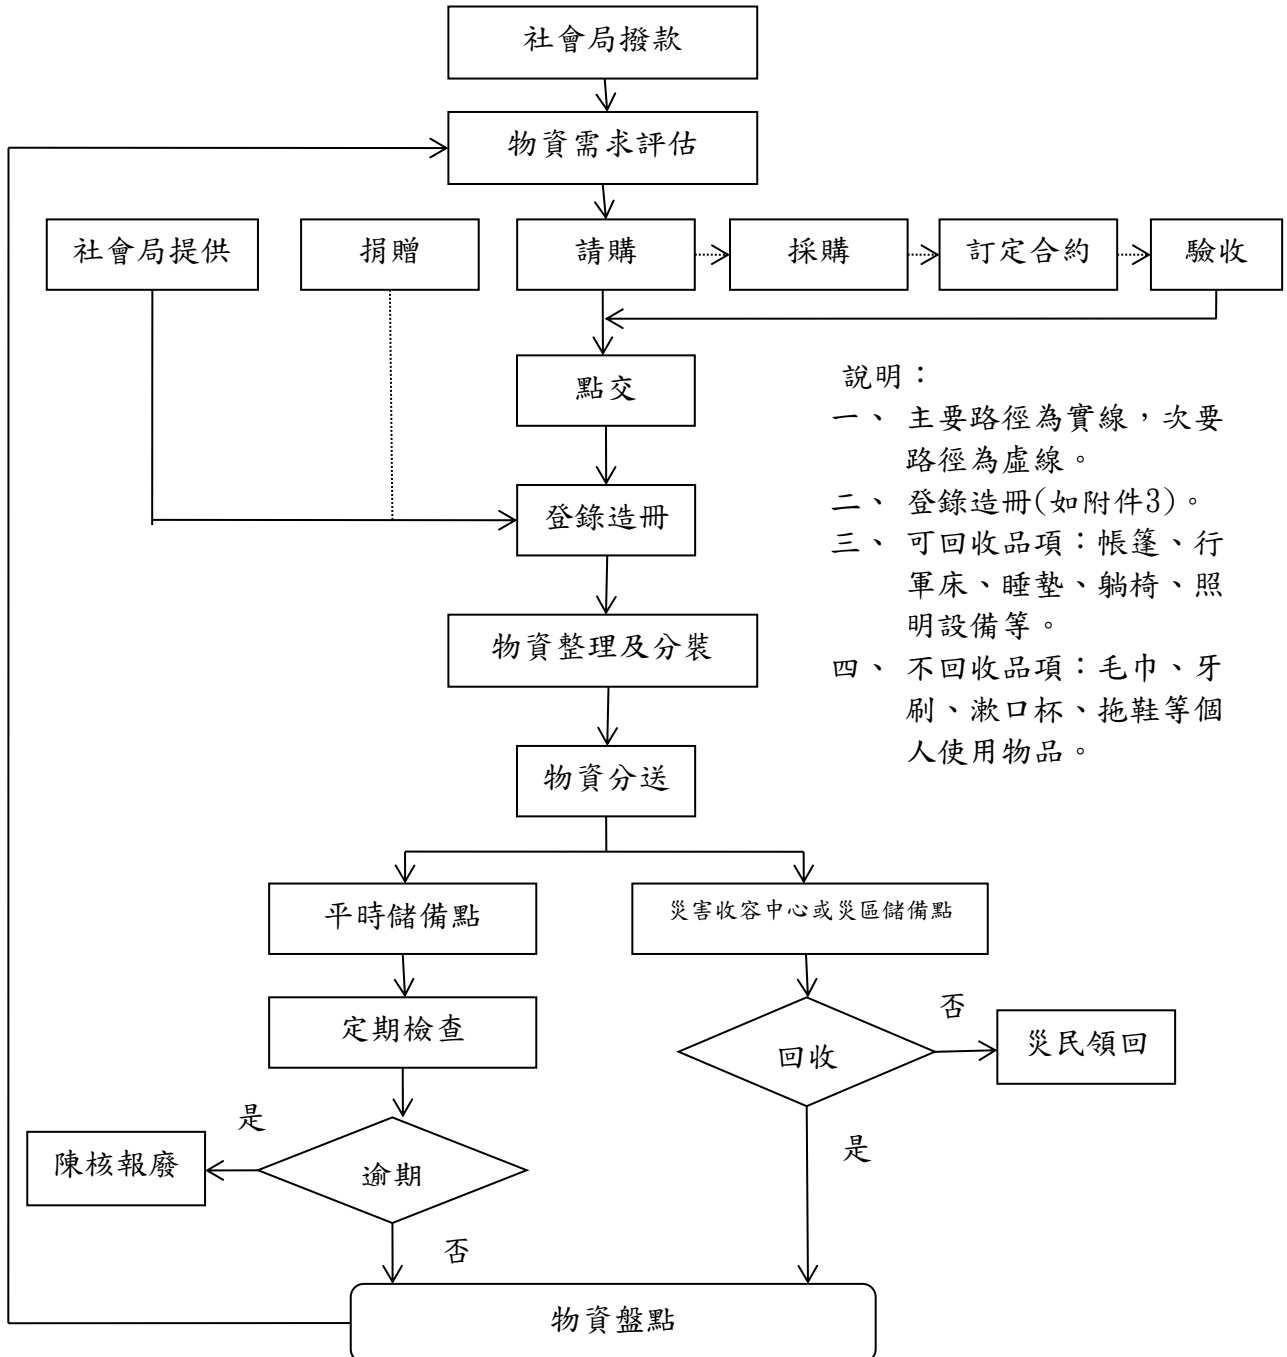 社會局撥款
物資需求評估
社會局提供
捐贈
請購
採購
訂定合約
驗收
點交
說明：
一、 主要路徑為實線，次要
路徑為虛線。
二、 登錄造冊(如附件3)。
三、 可回收品項：帳篷、行
軍床、睡墊、躺椅、照
明設備等。
四、 不回收品項：毛巾、牙
刷、漱口杯、拖鞋等個
人使用物品。
登錄造冊
物資整理及分裝
物資分送
平時儲備點
災害收容中心或災區儲備點
定期檢查
回收
否
災民領回
是
陳核報廢
逾期
是
否
物資盤點